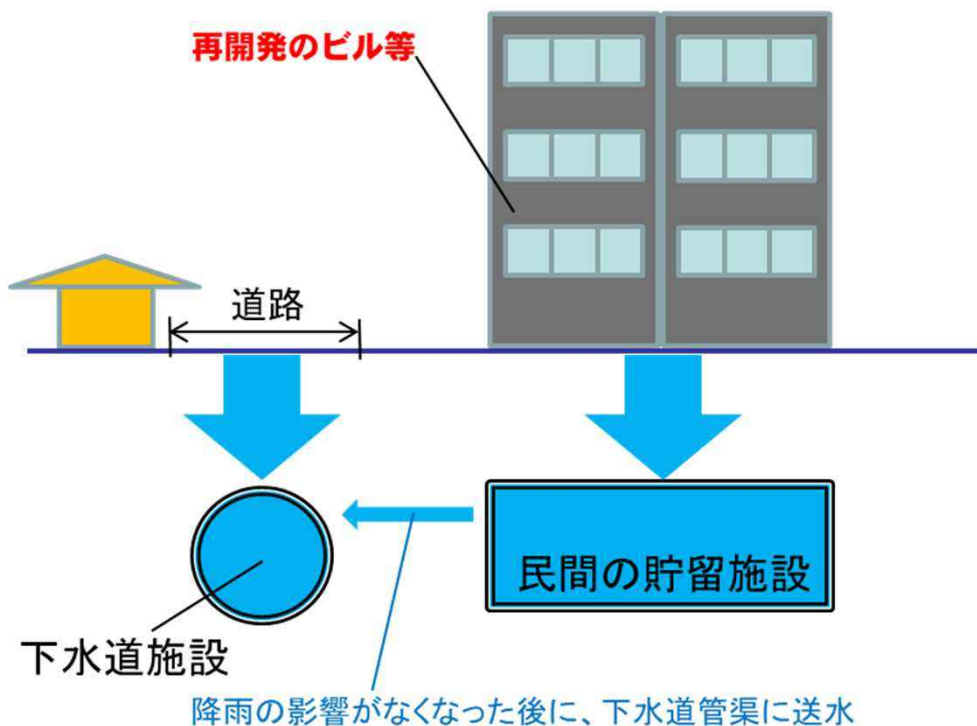 再開発のビル等
道路
民間の貯留施設
下水道施設
降雨の影響がなくなった後に、下水道管渠に送水